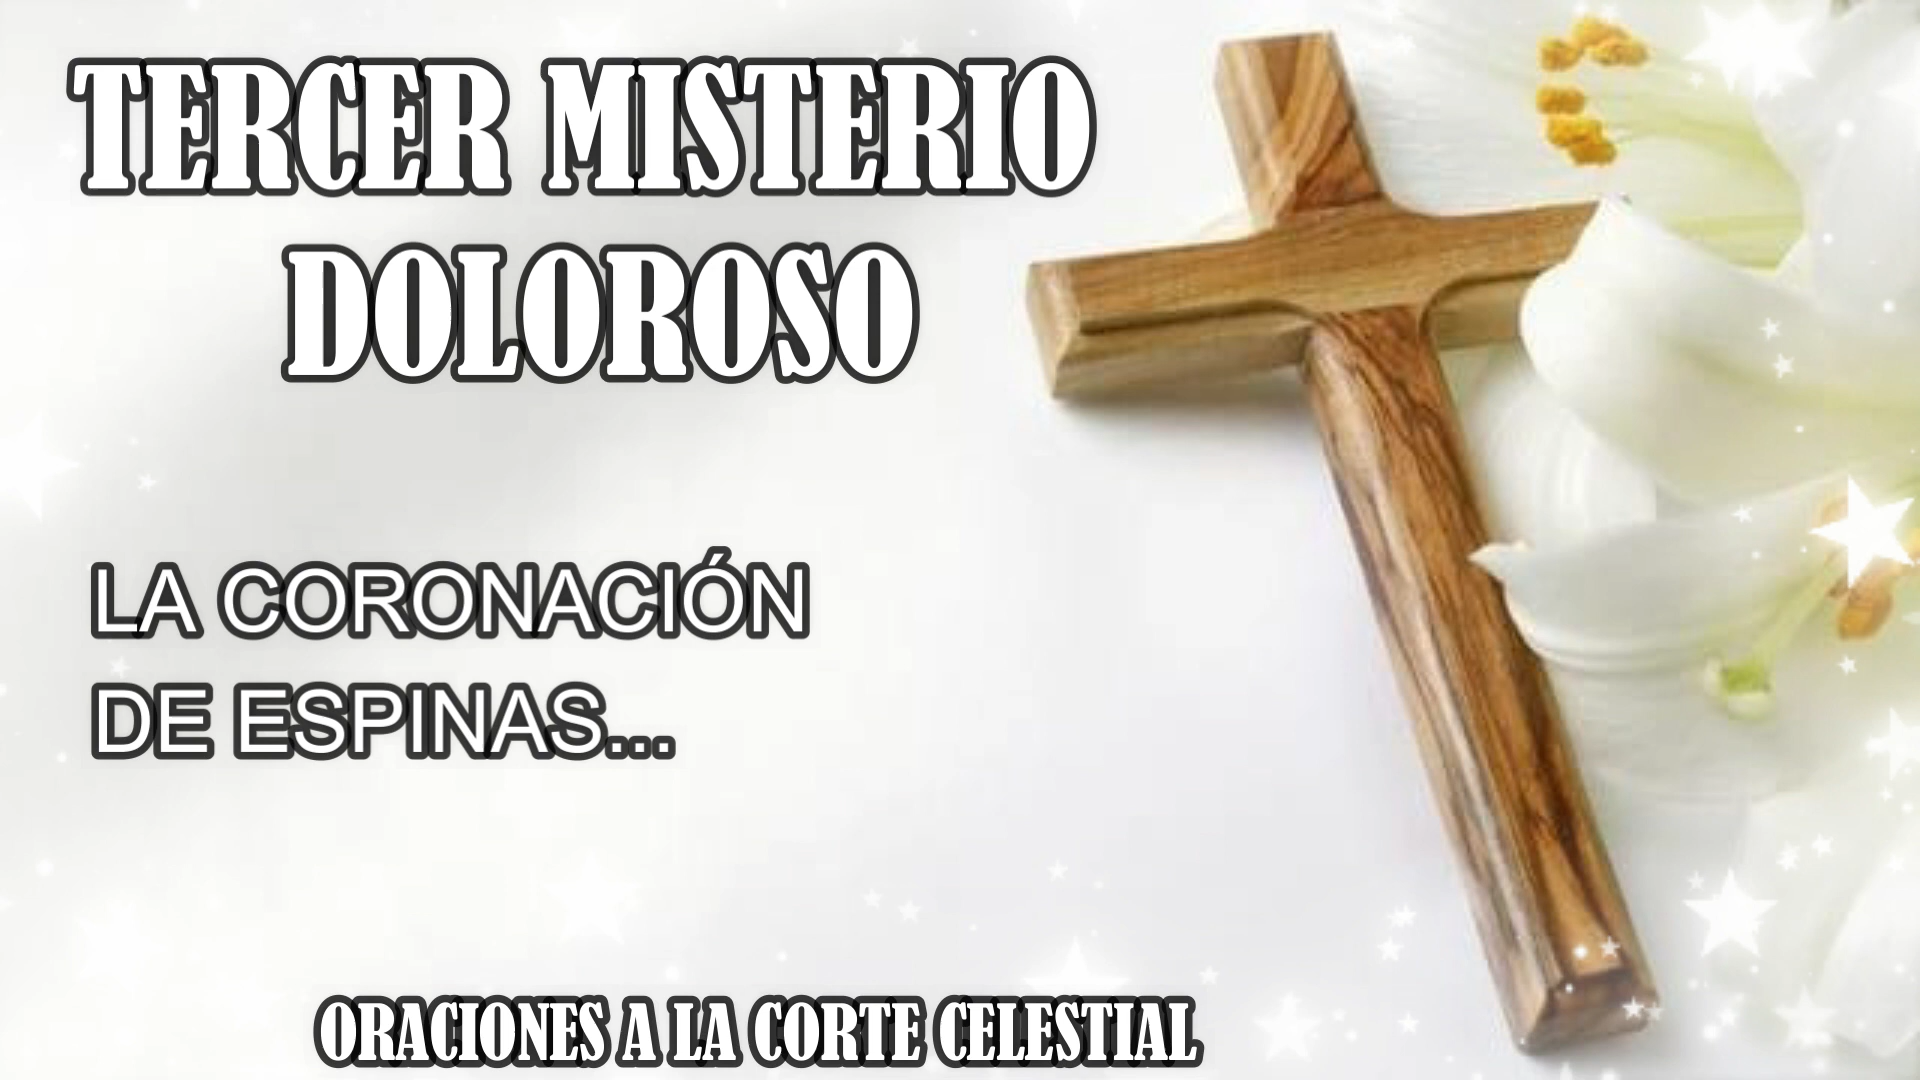 TERCER MISTERIO
DOLOROSO
LA CORONACIÓN
DE ESPINAS...
ORACIONES A LA CORTE CELESTIAL